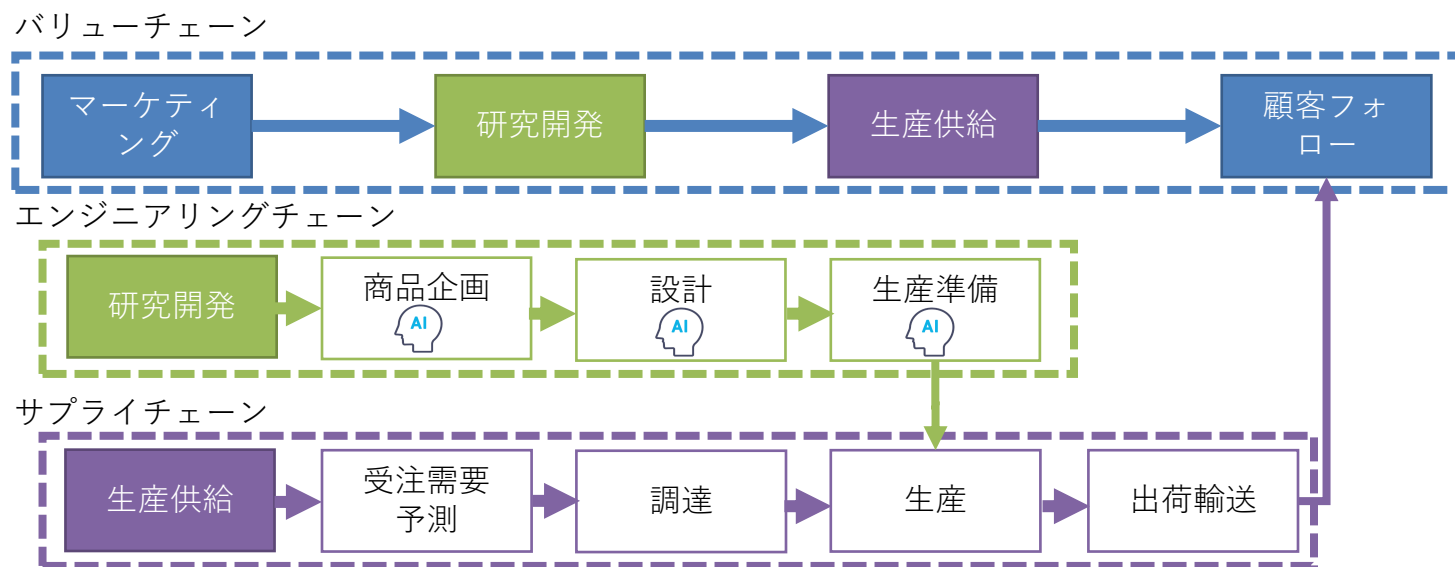 バリューチェーン
マーケティ
ング
研究開発
生産供給
顧客フォ
ロー
エンジニアリングチェーン
研究開発
商品企画
AI
設計
AI
生産準備
AI
サプライチェーン
生産供給
受注需要
予測
調達
生産
出荷輸送